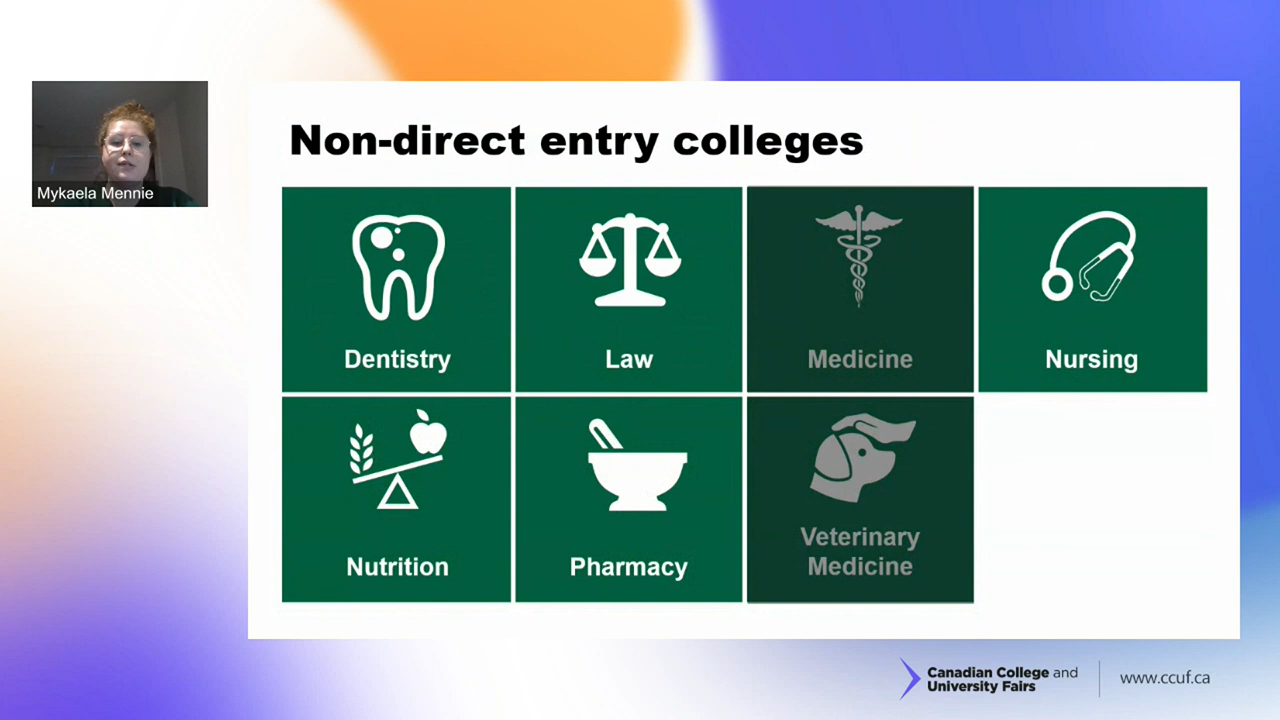 Non-direct entry colleges
Mykaela Mennie
Dentistry
Law
Medicine
Nursing
Nutrition
Pharmacy
Veterinary
Medicine
Canadian College and
University Fairs
www.ccuf.ca